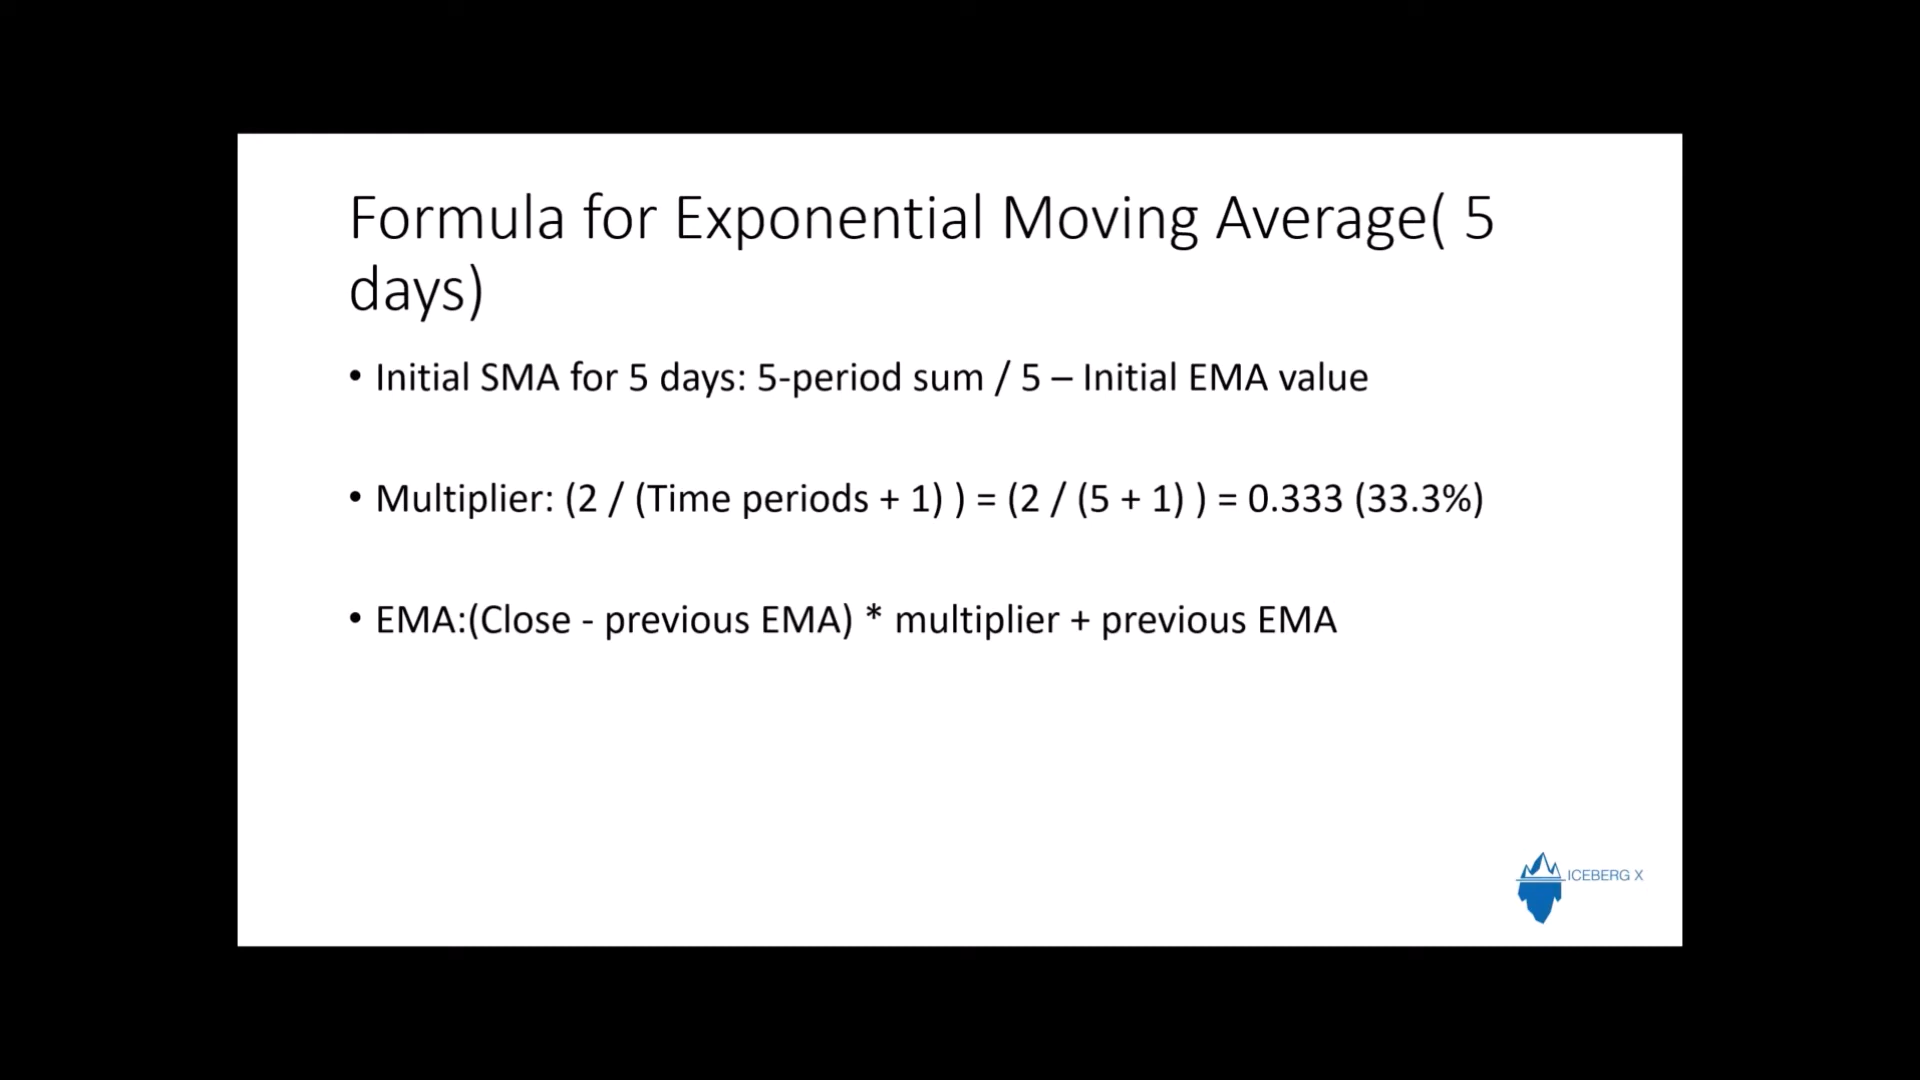 Formula for Exponential Moving Average( 5
days)
• Initial SMA for 5 days: 5-period sum / 5 – Initial EMA value
• Multiplier: (2 / (Time periods + 1) ) = (2 / (5 + 1) ) = 0.333 (33.3%)
• EMA:(Close - previous EMA) * multiplier + previous EMA
ICEBERG X